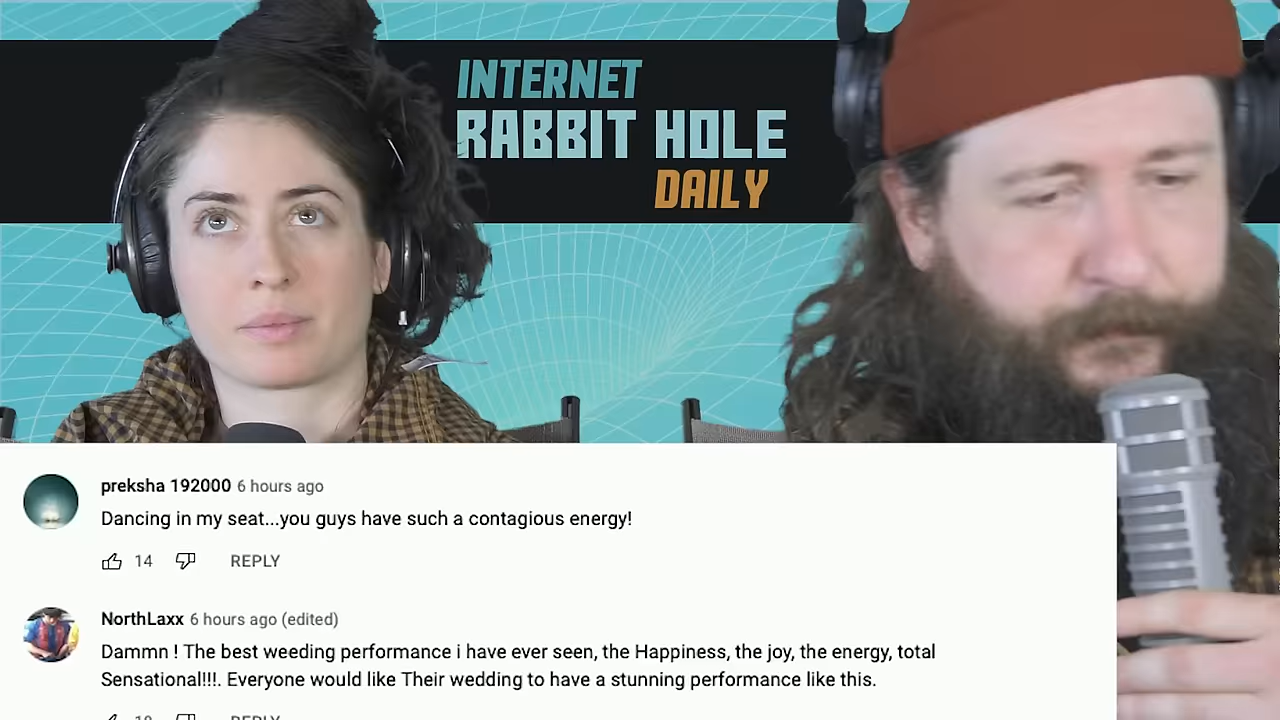 INTERNET
RABBIT HOLE
DAILY
preksha 192000 6 hours ago
Dancing in my seat...you guys have such a contagious energy!
14 REPLY
NorthLaxx 6 hours ago (edited)
Dammn ! The best weeding performance i have ever seen, the Happiness, the joy, the energy, total
Sensational!!!. Everyone would like Their wedding to have a stunning performance like this.
REPLY